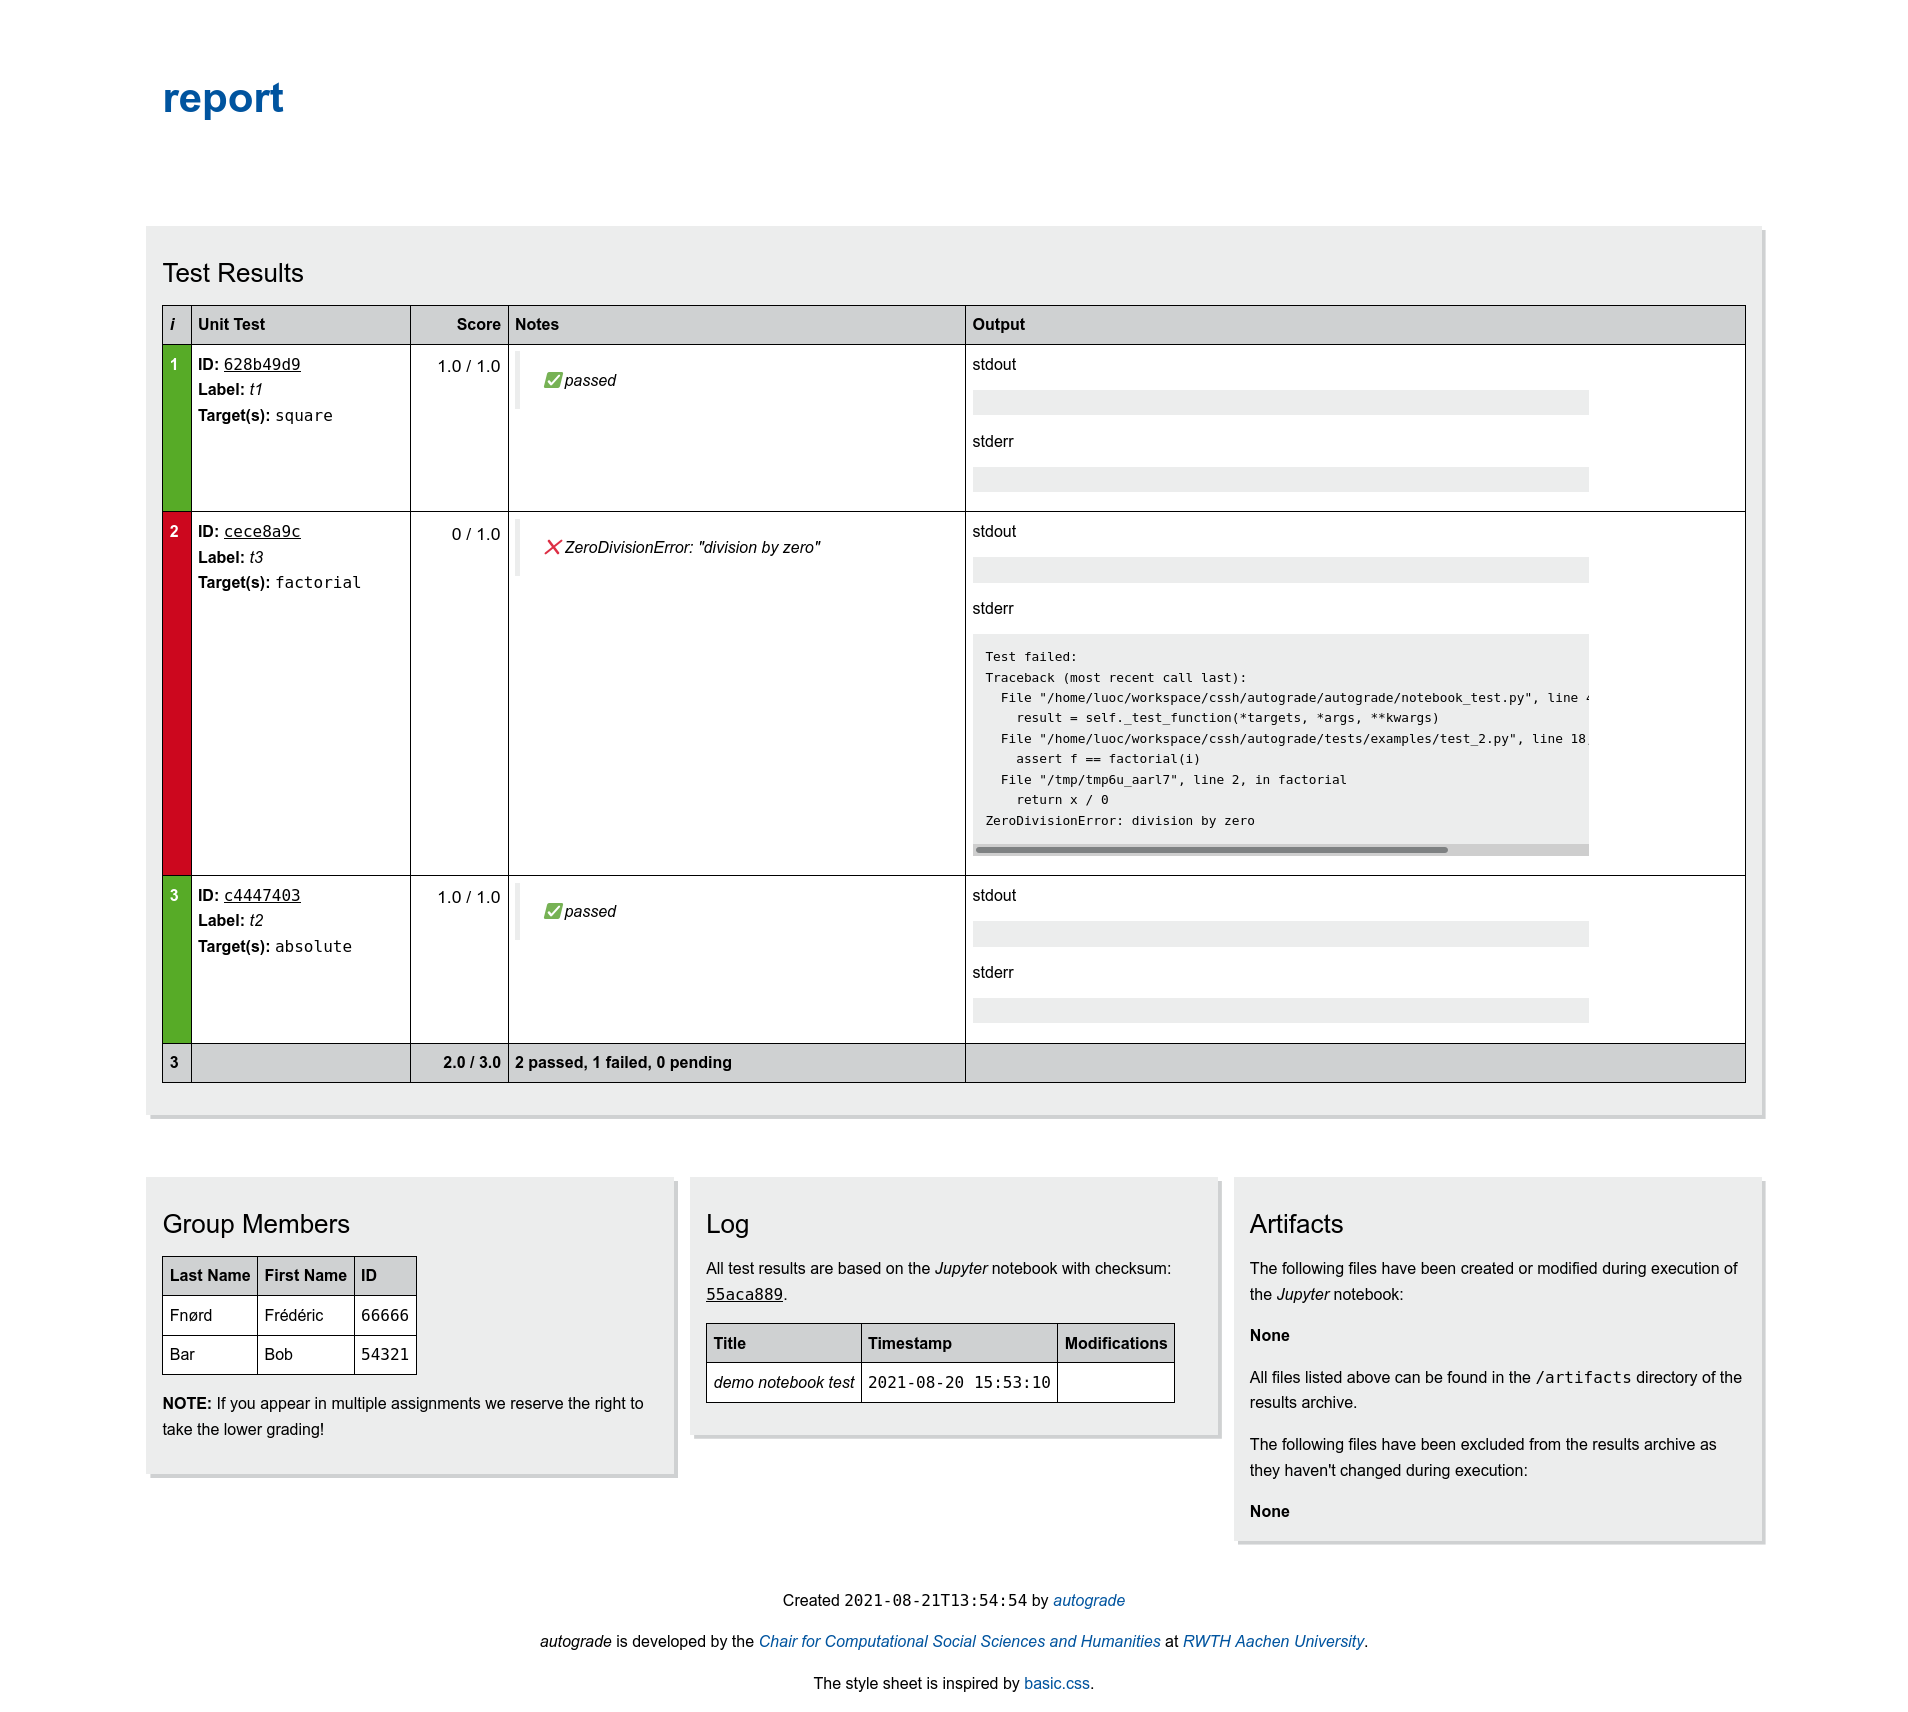 report
Test Results
i Unit Test Score Notes Output
1 ID: 628b49d9 1.0 / 1.0 ✅ passed stdout
Label: t1
Target(s): square
stderr
2 ID: cece8a9c 0 / 1.0 ❌ ZeroDivisionError: "division by zero" stdout
Label: t3
Target(s): factorial
stderr
Test failed:
Traceback (most recent call last):
File "/home/luoc/workspace/cssh/autograde/autograde/notebook_test.py", line
result = self._test_function(*targets, *args, **kwargs)
File "/home/luoc/workspace/cssh/autograde/tests/examples/test_2.py", line 18,
assert f == factorial(i)
File "/tmp/tmp6u_aarl7", line 2, in factorial
return x / 0
ZeroDivisionError: division by zero
3 ID: c4447403 1.0 / 1.0 ✅ passed stdout
Label: t2
Target(s): absolute
stderr
3 2.0 / 3.0 2 passed, 1 failed, 0 pending
Group Members
Last Name First Name ID
Fnørd Frédéric 66666
Bar Bob 54321
NOTE: If you appear in multiple assignments we reserve the right to
take the lower grading!
Log
All test results are based on the Jupyter notebook with checksum:
55aca889.
Title Timestamp Modifications
demo notebook test 2021-08-20 15:53:10
Artifacts
The following files have been created or modified during execution of
the Jupyter notebook:
None
All files listed above can be found in the /artifacts directory of the
results archive.
The following files have been excluded from the results archive as
they haven't changed during execution:
None
Created 2021-08-21T13:54:54 by autograde
autograde is developed by the Chair for Computational Social Sciences and Humanities at RWTH Aachen University.
The style sheet is inspired by basic.css.